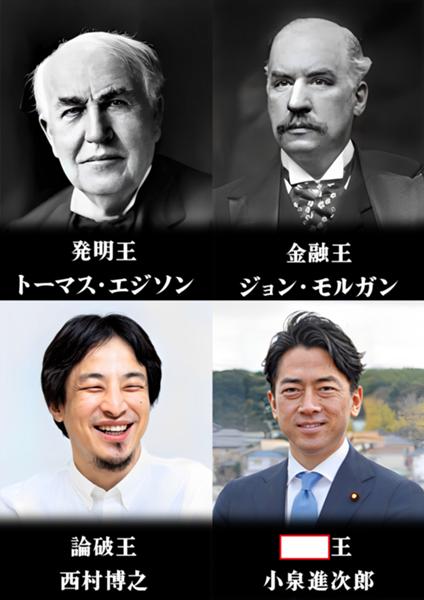 発明王
トーマス・エジソン
金融王
ジョン・モルガン
論破王
西村博之
王
小泉進次郎